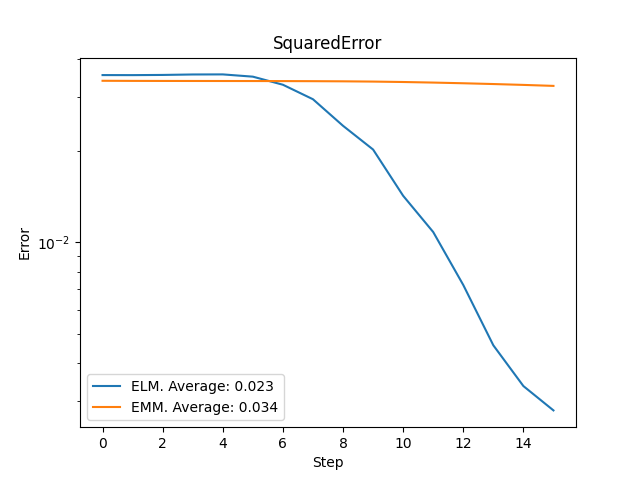 SquaredError
Error
10⁻²
ELM. Average: 0.023
EMM. Average: 0.034
0 2 4 6 8 10 12 14
Step